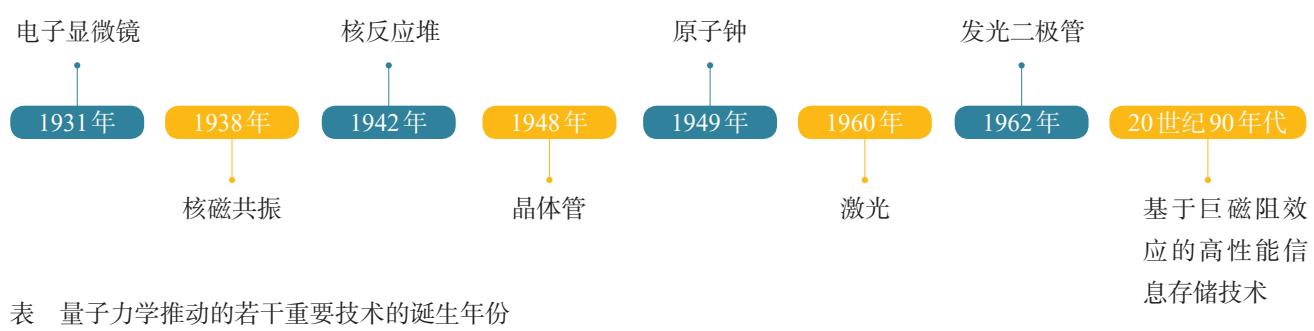 电子显微镜 核反应堆 原子钟 发光二极管
1931年 1938年 1942年 1948年 1949年 1960年 1962年 20世纪90年代
核磁共振 晶体管 激光 基于巨磁阻效
应的高性能信
息存储技术
表 量子力学推动的若干重要技术的诞生年份